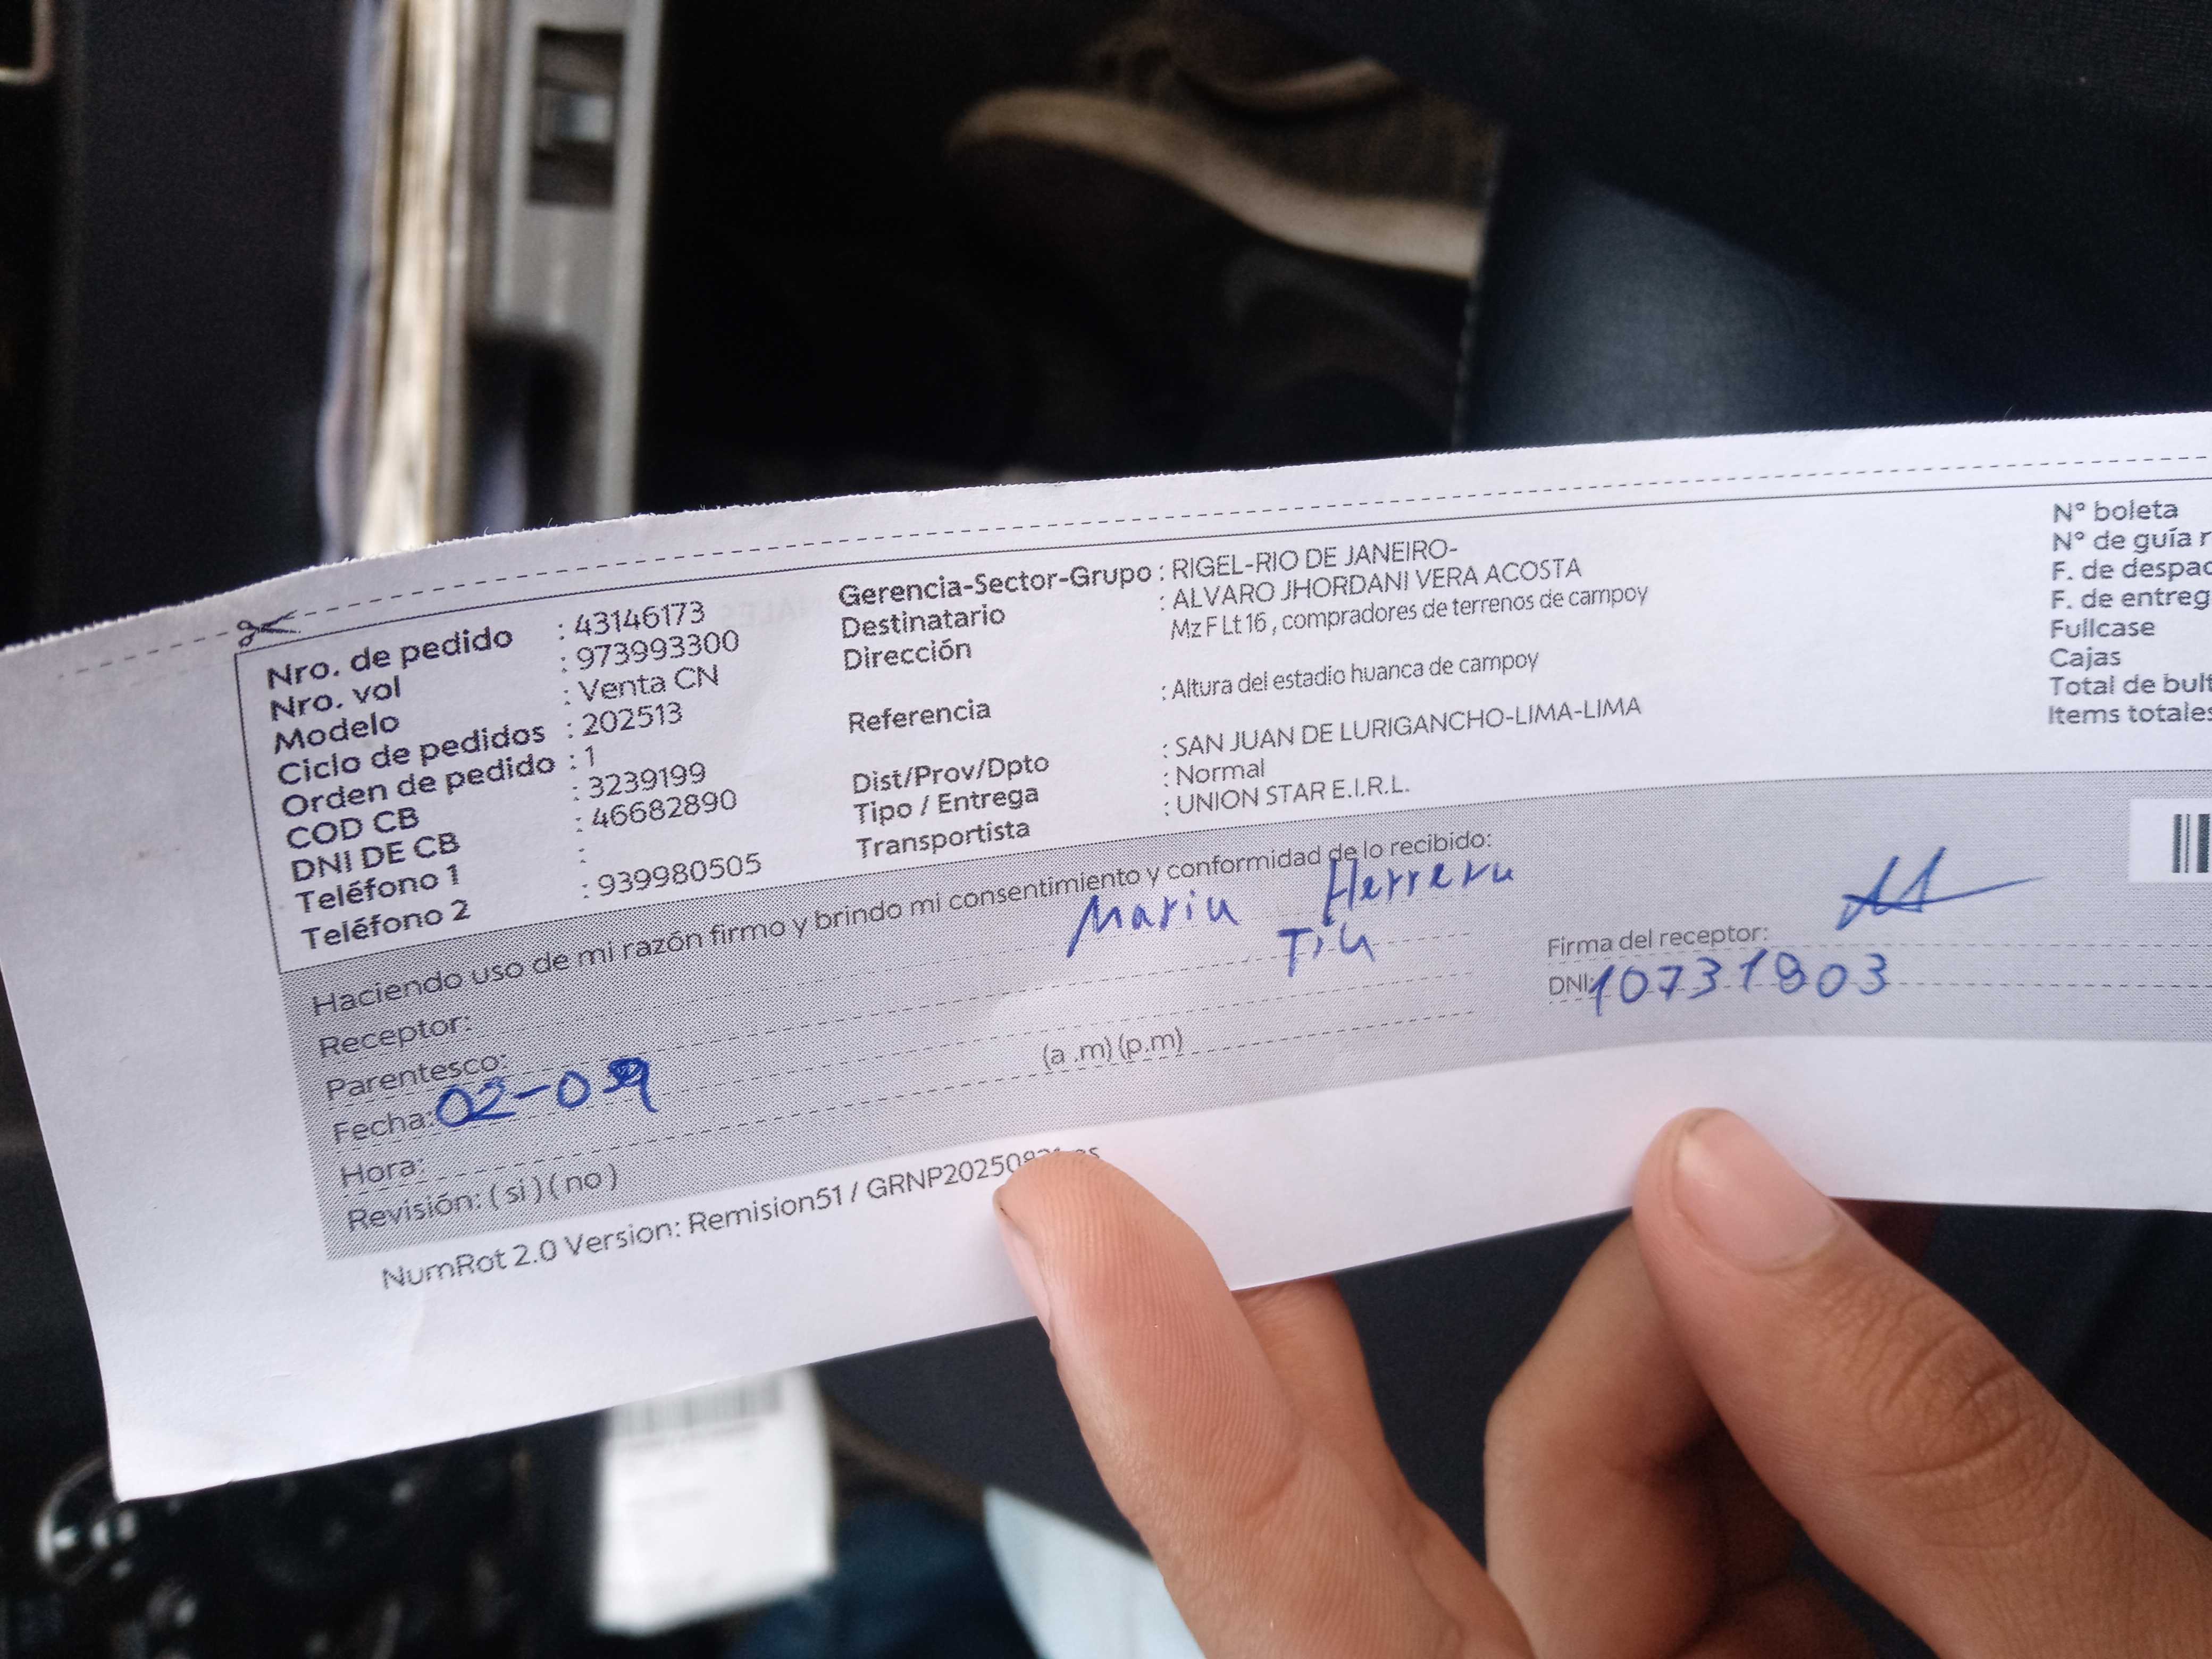 Nro. de pedido : 43146173
Nro. vol : 973993300
Modelo : Venta CN
Ciclo de pedidos : 202513
Orden de pedido : 1
COD CB : 3239199
DNI DE CB : 46682890
Teléfono 1 :
Teléfono 2 : 939980505
Gerencia-Sector-Grupo : RIGEL-RIO DE JANEIRO-
Destinatario : ALVARO JHORDANI VERA ACOSTA
Dirección Mz F Lt 16 , compradores de terrenos de campoy
Referencia : Altura del estadio huanca de campoy
Dist/Prov/Dpto : SAN JUAN DE LURIGANCHO-LIMA-LIMA
Tipo / Entrega : Normal
Transportista : UNION STAR E.I.R.L.
N° boleta
N° de guía r
F. de despac
F. de entreg
Fullcase
Cajas
Total de bult
Items totales
Haciendo uso de mi razón firmo y brindo mi consentimiento y conformidad de lo recibido:
Receptor: Maria Herrera
Parentesco: Tia
Fecha: 02-09
Hora: (a .m) (p.m)
Revisión: ( si ) ( no )
Firma del receptor:
DNI: 10731903
NumRot 2.0 Version: Remision51 / GRNP202508